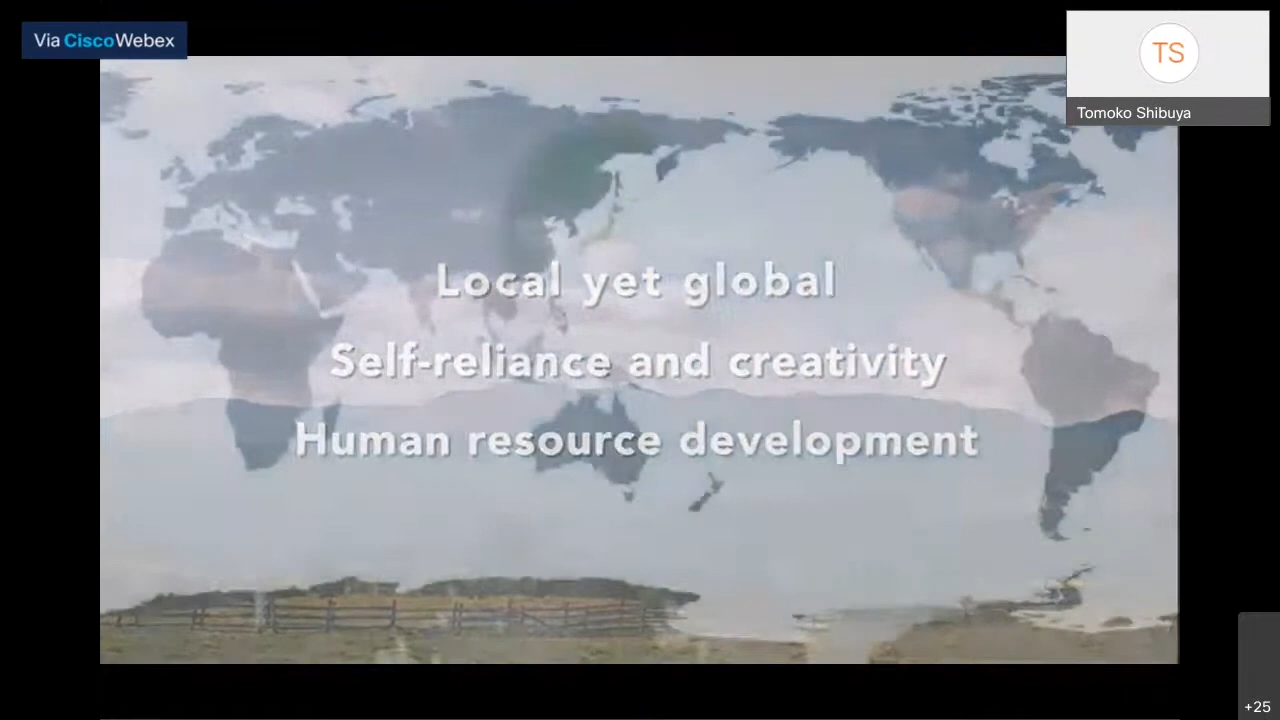 Via CiscoWebex
TS
Tomoko Shibuya
Local yet global
Self-reliance and creativity
Human resource development
+25